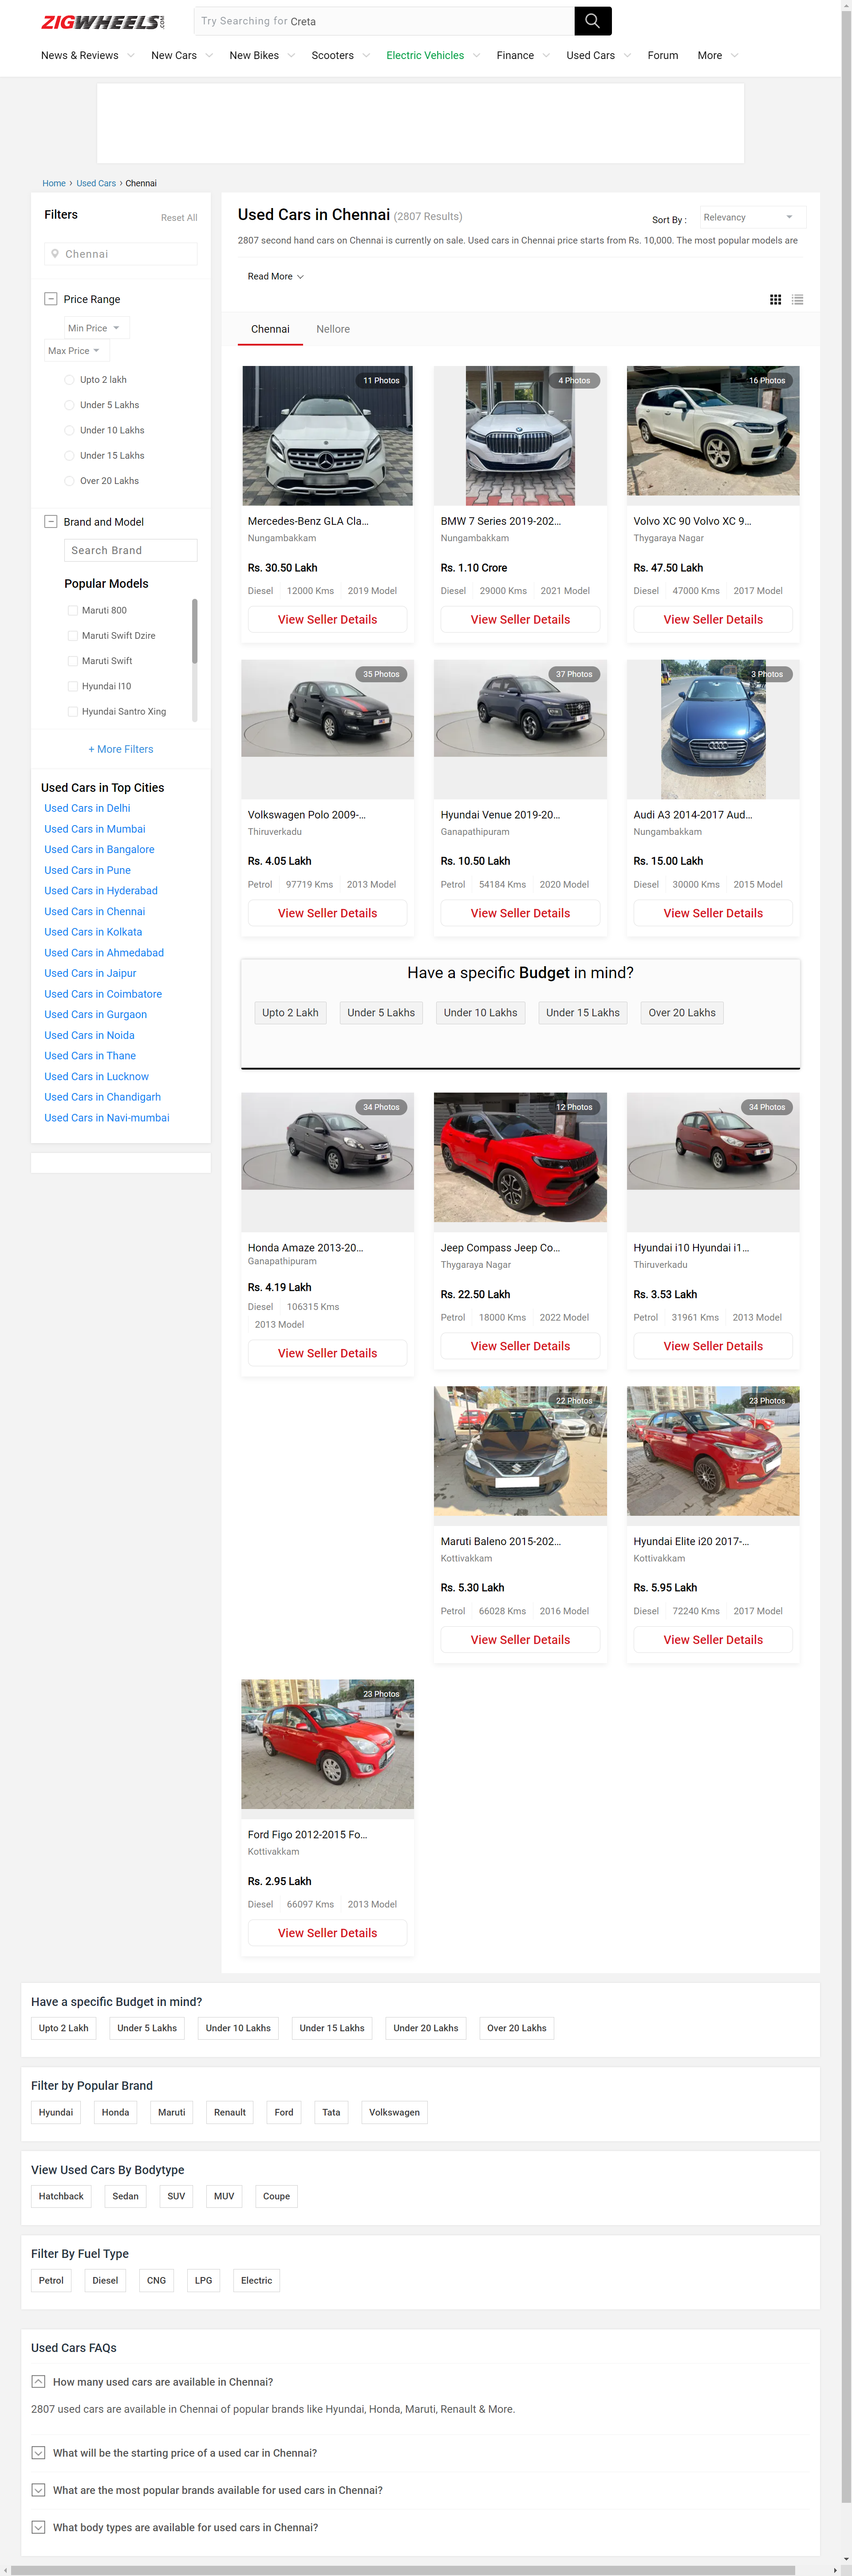 ZIGWHEELS.COM
Try Searching for Creta
News & Reviews New Cars New Bikes Scooters Electric Vehicles Finance Used Cars Forum More
Home › Used Cars › Chennai
Filters Reset All
Chennai
Price Range
Min Price
Max Price
Upto 2 lakh
Under 5 Lakhs
Under 10 Lakhs
Under 15 Lakhs
Over 20 Lakhs
Brand and Model
Search Brand
Popular Models
Maruti 800
Maruti Swift Dzire
Maruti Swift
Hyundai I10
Hyundai Santro Xing
+ More Filters
Used Cars in Top Cities
Used Cars in Delhi
Used Cars in Mumbai
Used Cars in Bangalore
Used Cars in Pune
Used Cars in Hyderabad
Used Cars in Chennai
Used Cars in Kolkata
Used Cars in Ahmedabad
Used Cars in Jaipur
Used Cars in Coimbatore
Used Cars in Gurgaon
Used Cars in Noida
Used Cars in Thane
Used Cars in Lucknow
Used Cars in Chandigarh
Used Cars in Navi-mumbai
Used Cars in Chennai (2807 Results)
Sort By : Relevancy
2807 second hand cars on Chennai is currently on sale. Used cars in Chennai price starts from Rs. 10,000. The most popular models are
Read More
Chennai Nellore
11 Photos
Mercedes-Benz GLA Cla...
Nungambakkam
Rs. 30.50 Lakh
Diesel 12000 Kms 2019 Model
View Seller Details
4 Photos
BMW 7 Series 2019-202...
Nungambakkam
Rs. 1.10 Crore
Diesel 29000 Kms 2021 Model
View Seller Details
16 Photos
Volvo XC 90 Volvo XC 9...
Thygaraya Nagar
Rs. 47.50 Lakh
Diesel 47000 Kms 2017 Model
View Seller Details
35 Photos
Volkswagen Polo 2009-...
Thiruverkadu
Rs. 4.05 Lakh
Petrol 97719 Kms 2013 Model
View Seller Details
37 Photos
Hyundai Venue 2019-20...
Ganapathipuram
Rs. 10.50 Lakh
Petrol 54184 Kms 2020 Model
View Seller Details
3 Photos
Audi A3 2014-2017 Aud...
Nungambakkam
Rs. 15.00 Lakh
Diesel 30000 Kms 2015 Model
View Seller Details
Have a specific Budget in mind?
Upto 2 Lakh Under 5 Lakhs Under 10 Lakhs Under 15 Lakhs Over 20 Lakhs
34 Photos
Honda Amaze 2013-20...
Ganapathipuram
Rs. 4.19 Lakh
Diesel 106315 Kms
2013 Model
View Seller Details
12 Photos
Jeep Compass Jeep Co...
Thygaraya Nagar
Rs. 22.50 Lakh
Petrol 18000 Kms 2022 Model
View Seller Details
34 Photos
Hyundai i10 Hyundai i1...
Thiruverkadu
Rs. 3.53 Lakh
Petrol 31961 Kms 2013 Model
View Seller Details
22 Photos
Maruti Baleno 2015-202...
Kottivakkam
Rs. 5.30 Lakh
Petrol 66028 Kms 2016 Model
View Seller Details
23 Photos
Hyundai Elite i20 2017-...
Kottivakkam
Rs. 5.95 Lakh
Diesel 72240 Kms 2017 Model
View Seller Details
23 Photos
Ford Figo 2012-2015 Fo...
Kottivakkam
Rs. 2.95 Lakh
Diesel 66097 Kms 2013 Model
View Seller Details
Have a specific Budget in mind?
Upto 2 Lakh Under 5 Lakhs Under 10 Lakhs Under 15 Lakhs Under 20 Lakhs Over 20 Lakhs
Filter by Popular Brand
Hyundai Honda Maruti Renault Ford Tata Volkswagen
View Used Cars By Bodytype
Hatchback Sedan SUV MUV Coupe
Filter By Fuel Type
Petrol Diesel CNG LPG Electric
Used Cars FAQs
How many used cars are available in Chennai?
2807 used cars are available in Chennai of popular brands like Hyundai, Honda, Maruti, Renault & More.
What will be the starting price of a used car in Chennai?
What are the most popular brands available for used cars in Chennai?
What body types are available for used cars in Chennai?